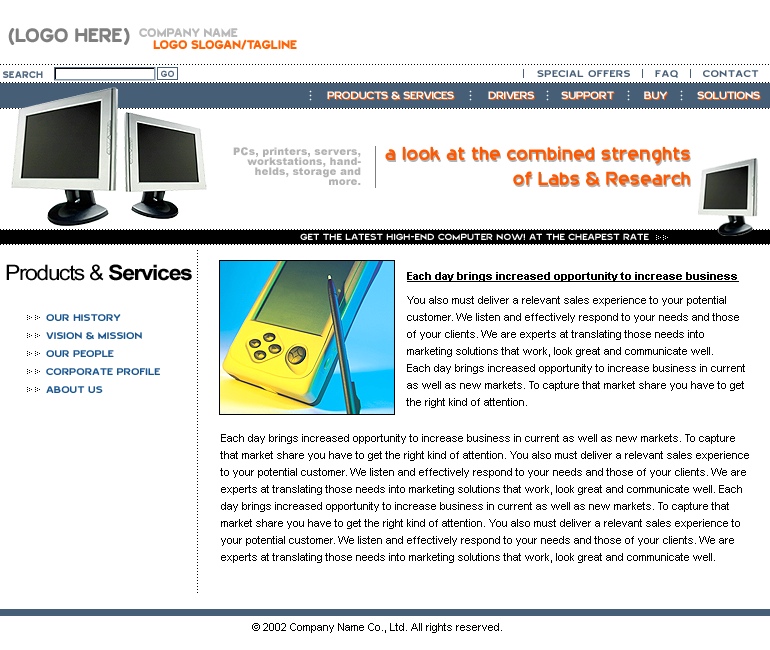 (LOGO HERE) COMPANY NAME
LOGO SLOGAN/TAGLINE
SEARCH GO | SPECIAL OFFERS | FAQ | CONTACT
PRODUCTS & SERVICES DRIVERS SUPPORT BUY SOLUTIONS
PCs, printers, servers,
workstations, hand-
helds, storage and
more.
a look at the combined strenghts
of Labs & Research
GET THE LATEST HIGH-END COMPUTER NOW! AT THE CHEAPEST RATE
Products & Services
OUR HISTORY
VISION & MISSION
OUR PEOPLE
CORPORATE PROFILE
ABOUT US
Each day brings increased opportunity to increase business
You also must deliver a relevant sales experience to your potential
customer. We listen and effectively respond to your needs and those
of your clients. We are experts at translating those needs into
marketing solutions that work, look great and communicate well.
Each day brings increased opportunity to increase business in current
as well as new markets. To capture that market share you have to get
the right kind of attention.
Each day brings increased opportunity to increase business in current as well as new markets. To capture
that market share you have to get the right kind of attention. You also must deliver a relevant sales experience
to your potential customer. We listen and effectively respond to your needs and those of your clients. We are
experts at translating those needs into marketing solutions that work, look great and communicate well. Each
day brings increased opportunity to increase business in current as well as new markets. To capture that
market share you have to get the right kind of attention. You also must deliver a relevant sales experience to
your potential customer. We listen and effectively respond to your needs and those of your clients. We are
experts at translating those needs into marketing solutions that work, look great and communicate well.
© 2002 Company Name Co., Ltd. All rights reserved.